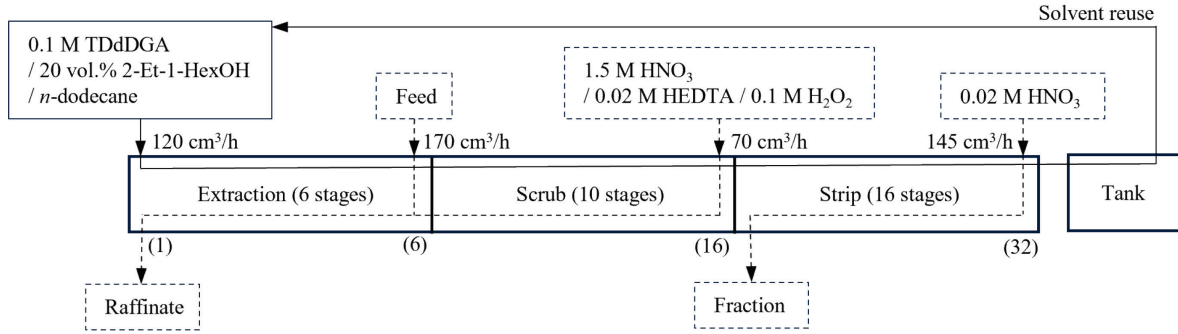 Solvent reuse
0.1 M TDdDGA
/ 20 vol.% 2-Et-1-HexOH
/ n-dodecane
Feed
1.5 M HNO₃
/ 0.02 M HEDTA / 0.1 M H₂O₂
0.02 M HNO₃
120 cm³/h
170 cm³/h
70 cm³/h
145 cm³/h
Extraction (6 stages)
Scrub (10 stages)
Strip (16 stages)
Tank
(1)
(6)
(16)
(32)
Raffinate
Fraction